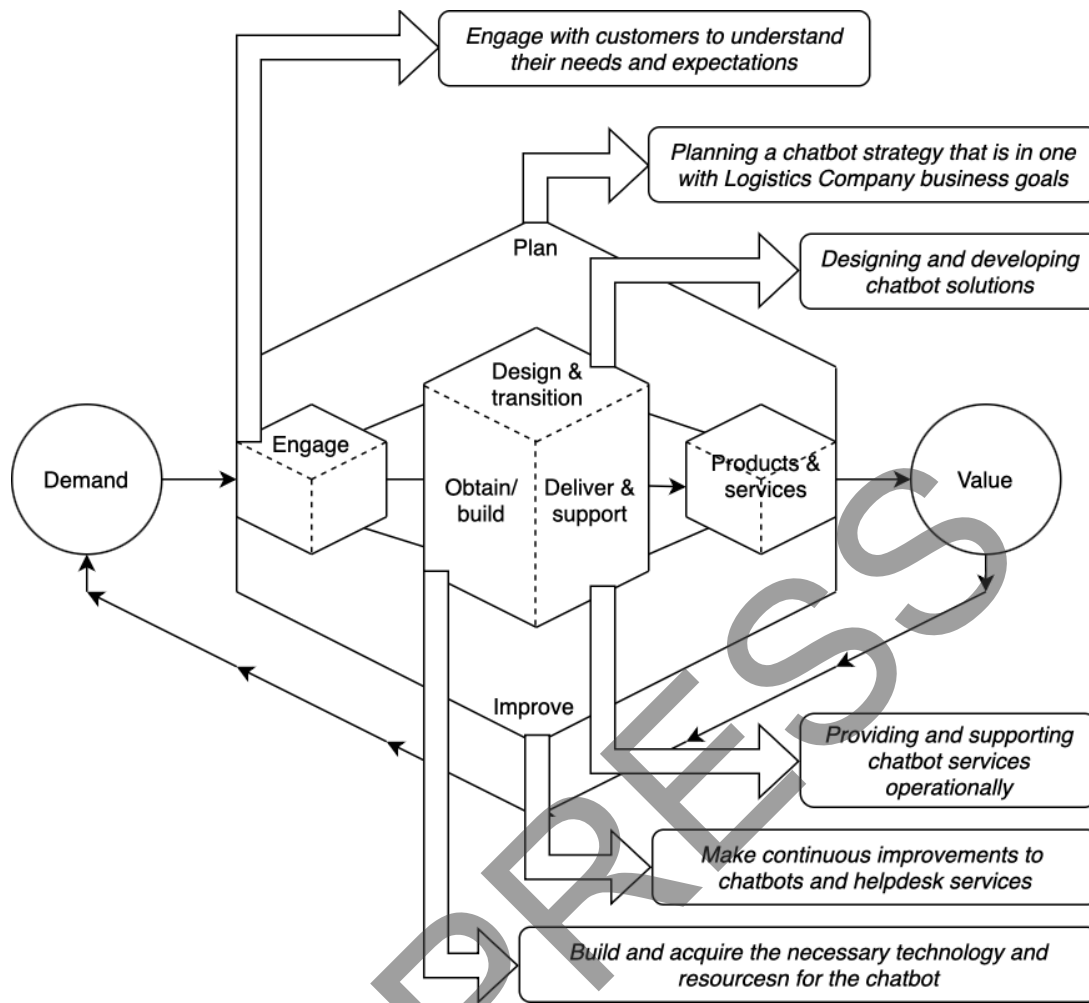 Engage with customers to understand
their needs and expectations
Planning a chatbot strategy that is in one
with Logistics Company business goals
Plan
Designing and developing
chatbot solutions
Design &
transition
Engage
Demand
Obtain/
build
Deliver &
support
Products &
services
Value
Improve
Providing and supporting
chatbot services
operationally
Make continuous improvements to
chatbots and helpdesk services
Build and acquire the necessary technology and
resourcesn for the chatbot
PRESS